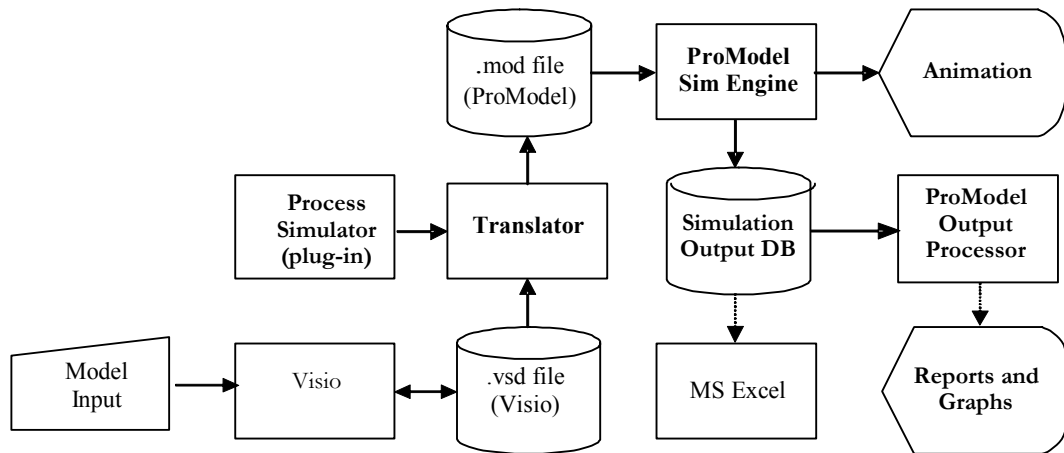 .mod file
(ProModel)
ProModel
Sim Engine
Animation
Process
Simulator
(plug-in)
Translator
Simulation
Output DB
ProModel
Output
Processor
Model
Input
Visio
.vsd file
(Visio)
MS Excel
Reports and
Graphs